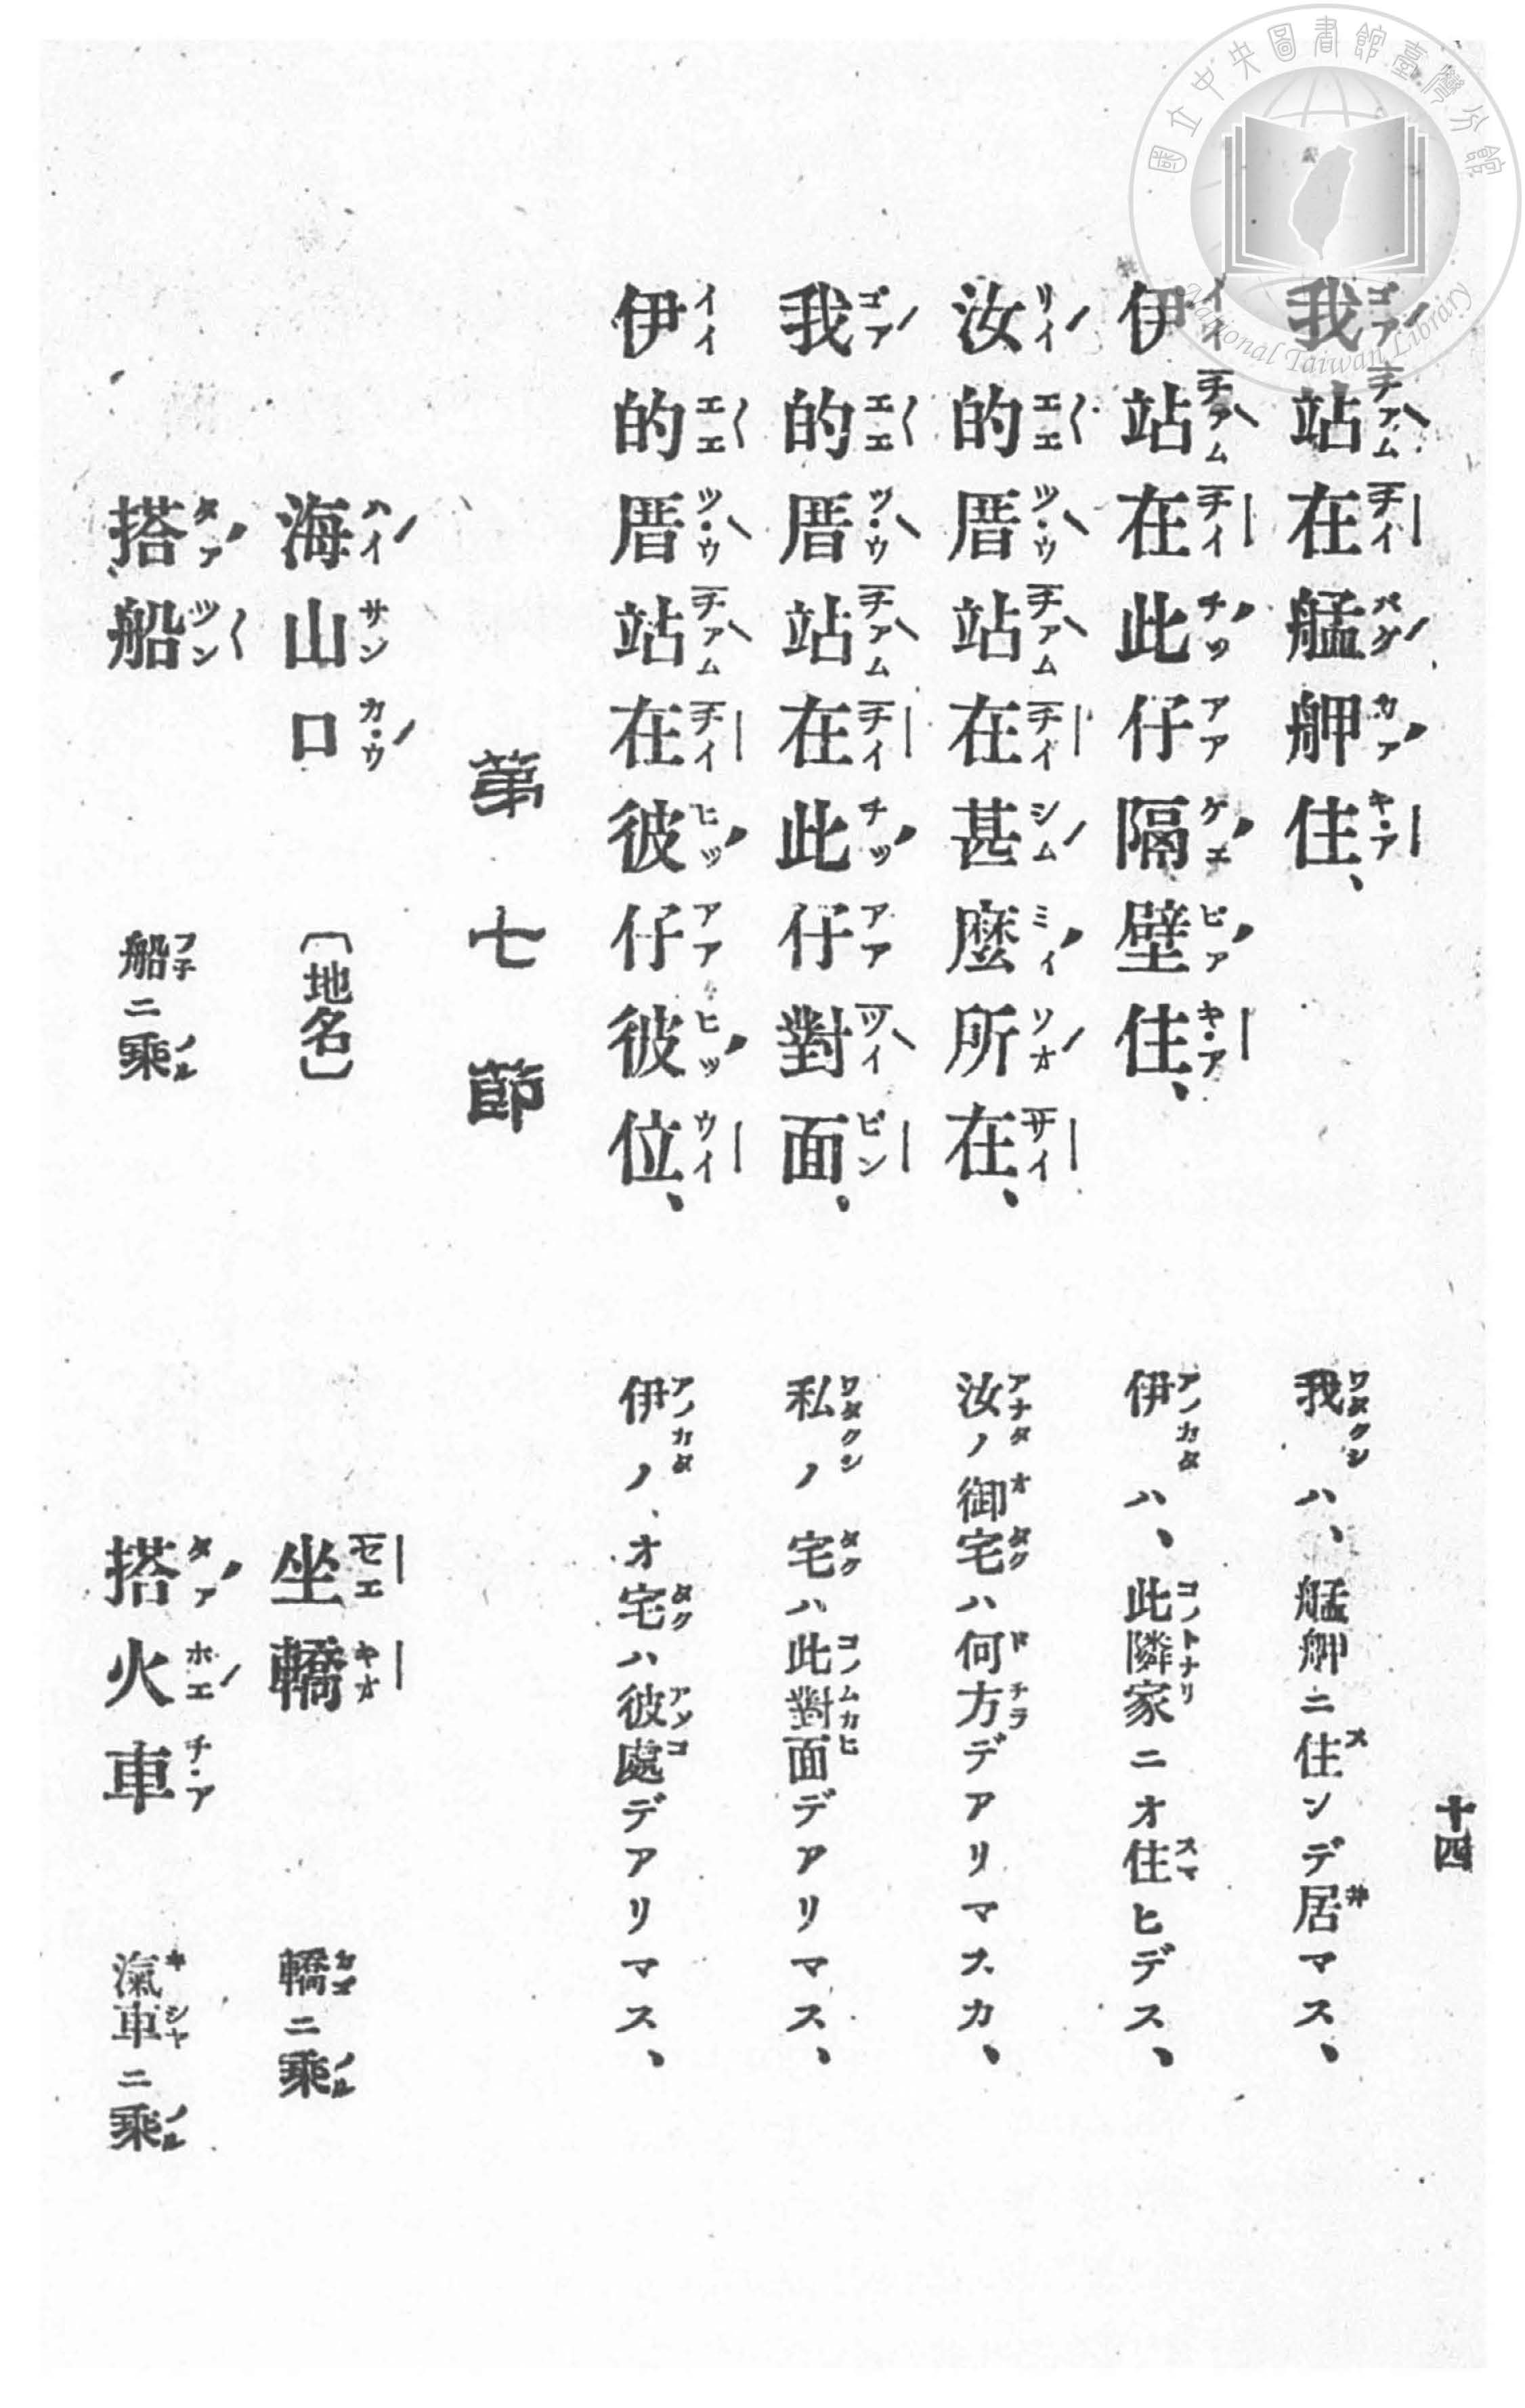 國立中央圖書館臺灣分館
National Taiwan Library
十四
我站在艋舺住、
我ハ、艋舺ニ住ンデ居マス、
伊站在此仔隔壁住、
伊ハ、此隣家ニオ住ヒデス、
汝的厝站在甚麼所在、
汝ノ御宅ハ何方デアリマスカ、
我的厝站在此仔對面、
私ノ宅ハ此對面デアリマス、
伊的厝站在彼仔彼位、
伊ノ、オ宅ハ彼處デアリマス、
第七節
海山口
〔地名〕
坐轎
轎ニ乘
搭船
船ニ乘
搭火車
滊車ニ乘